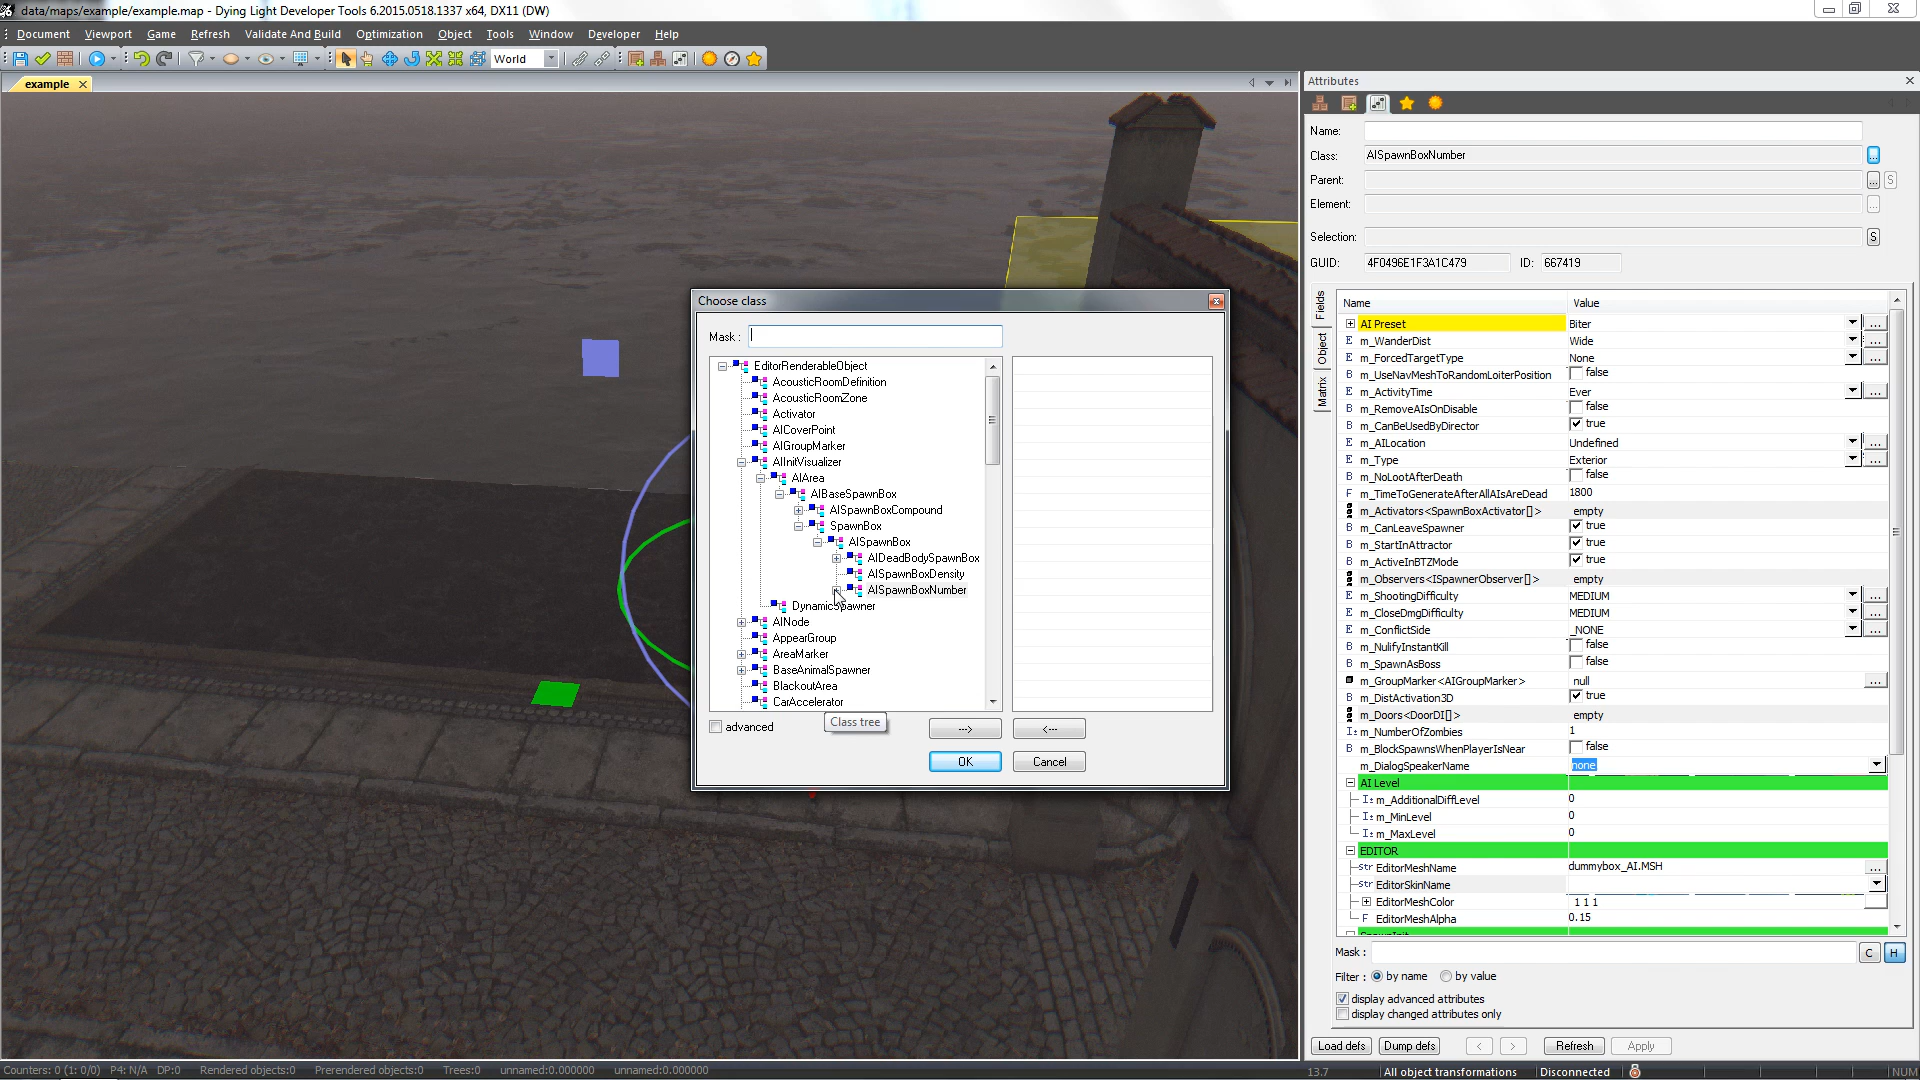 data/maps/example/example.map - Dying Light Developer Tools 6.2015.0518.1337 x64, DX11 (DW)
Document Viewport Game Refresh Validate And Build Optimization Object Tools Window Developer Help
World
example
Attributes
Name:
Class: AISpawnBoxNumber ...
Parent: ... S
Element: ...
Selection: S
GUID: 4F0496E1F3A1C479 ID: 667419
Fields
Object
Matrix
Name Value
AI Preset Biter ...
E m_WanderDist Wide ...
E m_ForcedTargetType None ...
B m_UseNavMeshToRandomLoiterPosition false
E m_ActivityTime Ever ...
B m_RemoveAIsOnDisable false
B m_CanBeUsedByDirector true
E m_AILocation Undefined ...
E m_Type Exterior ...
B m_NoLootAfterDeath false
F m_TimeToGenerateAfterAllAIsAreDead 1800
m_Activators<SpawnBoxActivator[]> empty
B m_CanLeaveSpawner true
B m_StartInAttractor true
B m_ActiveInBTZMode true
m_Observers<ISpawnerObserver[]> empty
E m_ShootingDifficulty MEDIUM ...
E m_CloseDmgDifficulty MEDIUM ...
E m_ConflictSide _NONE ...
B m_NullifyInstantKill false
B m_SpawnAsBoss false
m_GroupMarker<AIGroupMarker> null ...
B m_DistActivation3D true
m_Doors<DoorDI[]> empty
I± m_NumberOfZombies 1
B m_BlockSpawnsWhenPlayerIsNear false
m_DialogSpeakerName none
AI Level
I± m_AdditionalDiffLevel 0
I± m_MinLevel 0
I± m_MaxLevel 0
EDITOR
Str EditorMeshName dummybox_AI.MSH ...
Str EditorSkinName
EditorMeshColor 1 1 1
F EditorMeshAlpha 0.15
SpawnInit
Mask : C H
Filter : by name by value
display advanced attributes
display changed attributes only
Load defs Dump defs < > Refresh Apply
Choose class
Mask :
EditorRenderableObject
AcousticRoomDefinition
AcousticRoomZone
Activator
AICoverPoint
AIGroupMarker
AIInitVisualizer
AIArea
AIBaseSpawnBox
AISpawnBoxCompound
SpawnBox
AISpawnBox
AIDeadBodySpawnBox
AISpawnBoxDensity
AISpawnBoxNumber
DynamicSpawner
AINode
AppearGroup
AreaMarker
BaseAnimalSpawner
BlackoutArea
CarAccelerator
advanced Class tree ---> <---
OK Cancel
Counters: 0 (1: 0/0) P4: N/A DP:0 Rendered objects:0 Prerendered objects:0 Trees:0 unnamed:0.000000 unnamed:0.000000 13.7 All object transformations Disconnected NUM